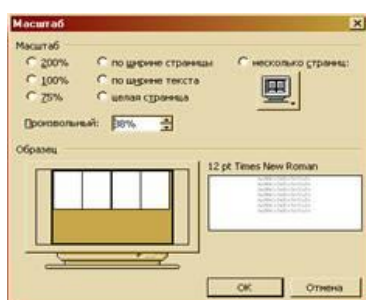 Масштаб
Масштаб
200% по ширине страницы несколько страниц:
100% по ширине текста
75% целая страница
Произвольный: 38%
Образец
12 pt Times New Roman
ОК Отмена